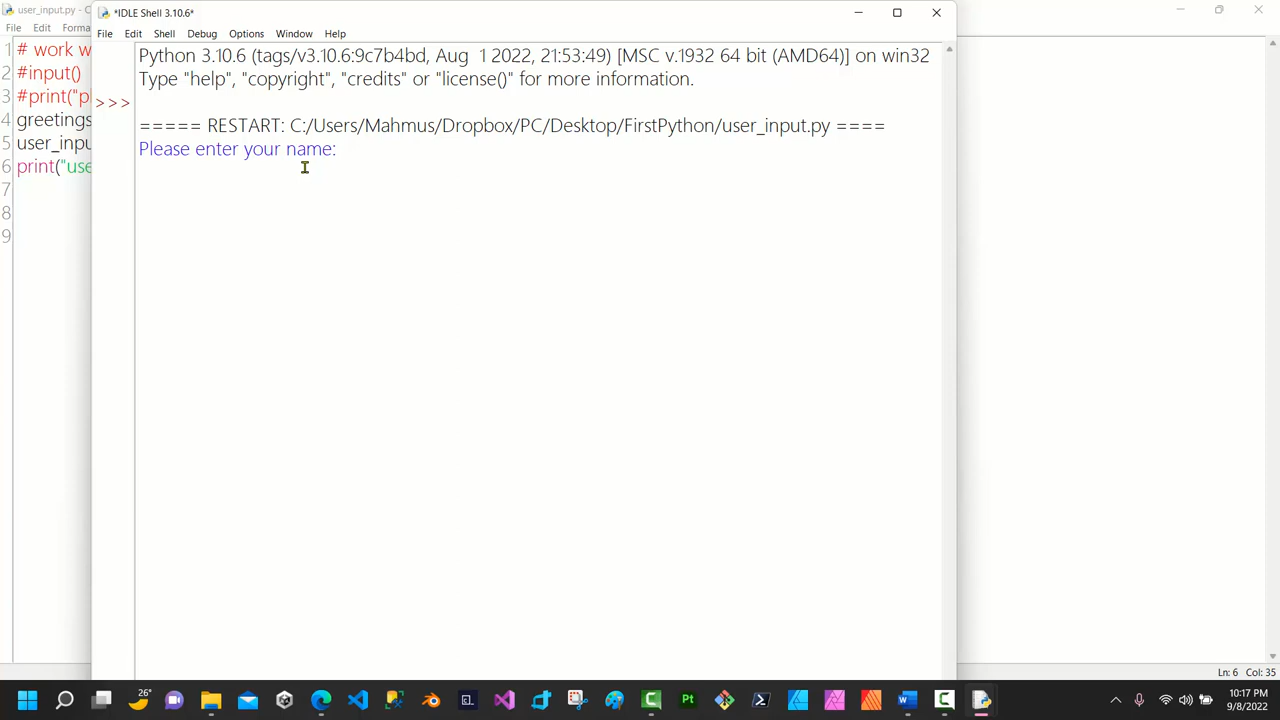 user_input.py - 
*IDLE Shell 3.10.6*
File Edit Forma
File Edit Shell Debug Options Window Help
1 # work w
2 #input()
3 #print("p
4 greetings
5 user_inpu
6 print("use
7
8
9
Python 3.10.6 (tags/v3.10.6:9c7b4bd, Aug  1 2022, 21:53:49) [MSC v.1932 64 bit (AMD64)] on win32
Type "help", "copyright", "credits" or "license()" for more information.
>>>
===== RESTART: C:/Users/Mahmus/Dropbox/PC/Desktop/FirstPython/user_input.py ====
Please enter your name:
Ln: 6 Col: 35
26°
Pt
10:17 PM
9/8/2022